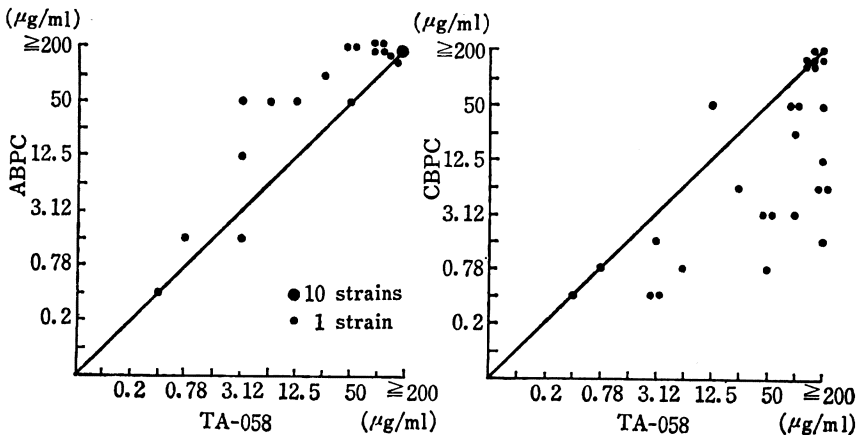 (μg/ml)
≧200
50
12.5
3.12
0.78
0.2
ABPC
● 10 strains
• 1 strain
0.2 0.78 3.12 12.5 50 ≧200
TA-058 (μg/ml)
(μg/ml)
≧200
50
12.5
3.12
0.78
0.2
CBPC
0.2 0.78 3.12 12.5 50 ≧200
TA-058 (μg/ml)